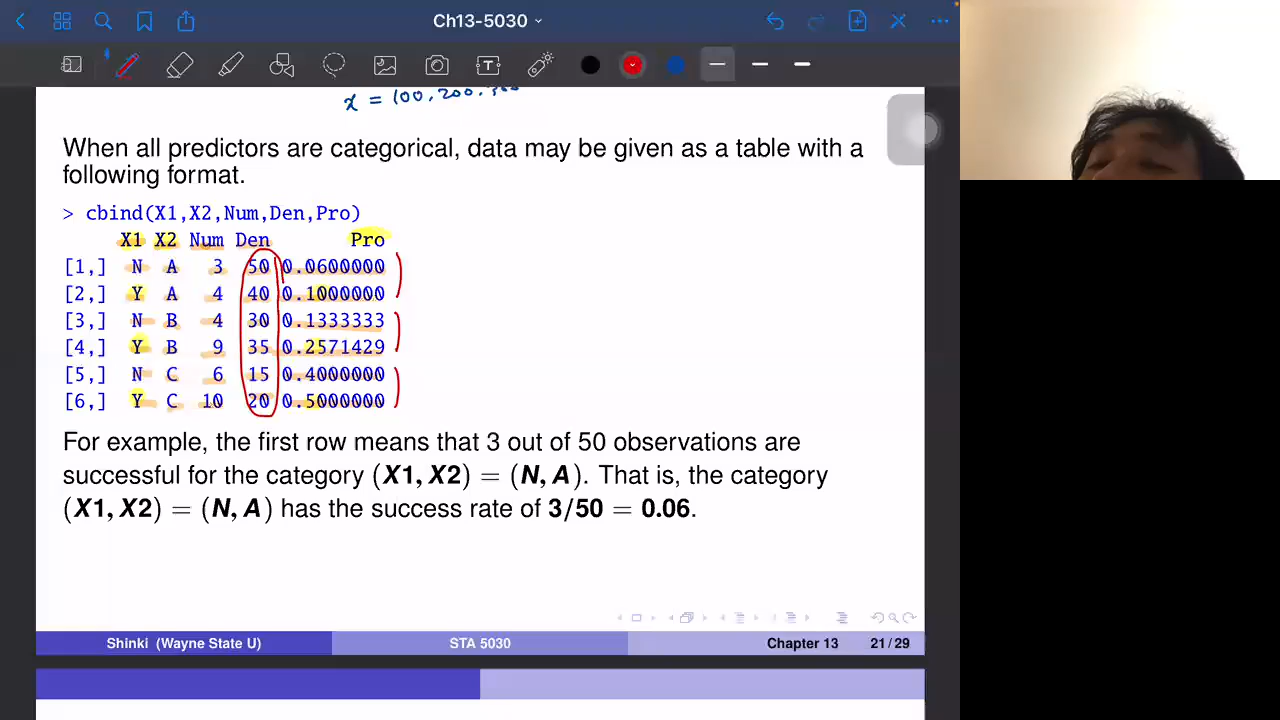 Ch13-5030
T
x = 100, 200, 300
When all predictors are categorical, data may be given as a table with a
following format.
> cbind(X1,X2,Num,Den,Pro)
X1 X2 Num Den Pro
[1,] N A 3 50 0.0600000
[2,] Y A 4 40 0.1000000
[3,] N B 4 30 0.1333333
[4,] Y B 9 35 0.2571429
[5,] N C 6 15 0.4000000
[6,] Y C 10 20 0.5000000
For example, the first row means that 3 out of 50 observations are
successful for the category (X1, X2) = (N, A). That is, the category
(X1, X2) = (N, A) has the success rate of 3/50 = 0.06.
Shinki (Wayne State U) STA 5030 Chapter 13 21 / 29